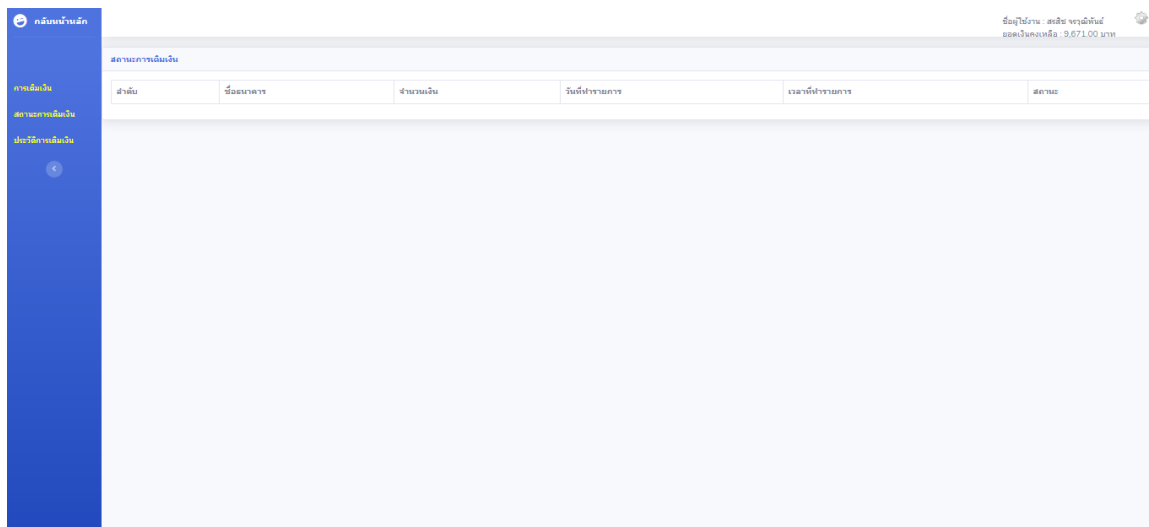 กลับหน้าหลัก
ชื่อผู้ใช้งาน : สรสิช
ยอดเงินคงเหลือ : 9,671.00 บาท
สถานะการเติมเงิน
การเติมเงิน
สถานะการเติมเงิน
ประวัติการเติมเงิน
ลำดับ ชื่อธนาคาร จำนวนเงิน วันที่ทำรายการ เวลาที่ทำรายการ สถานะ